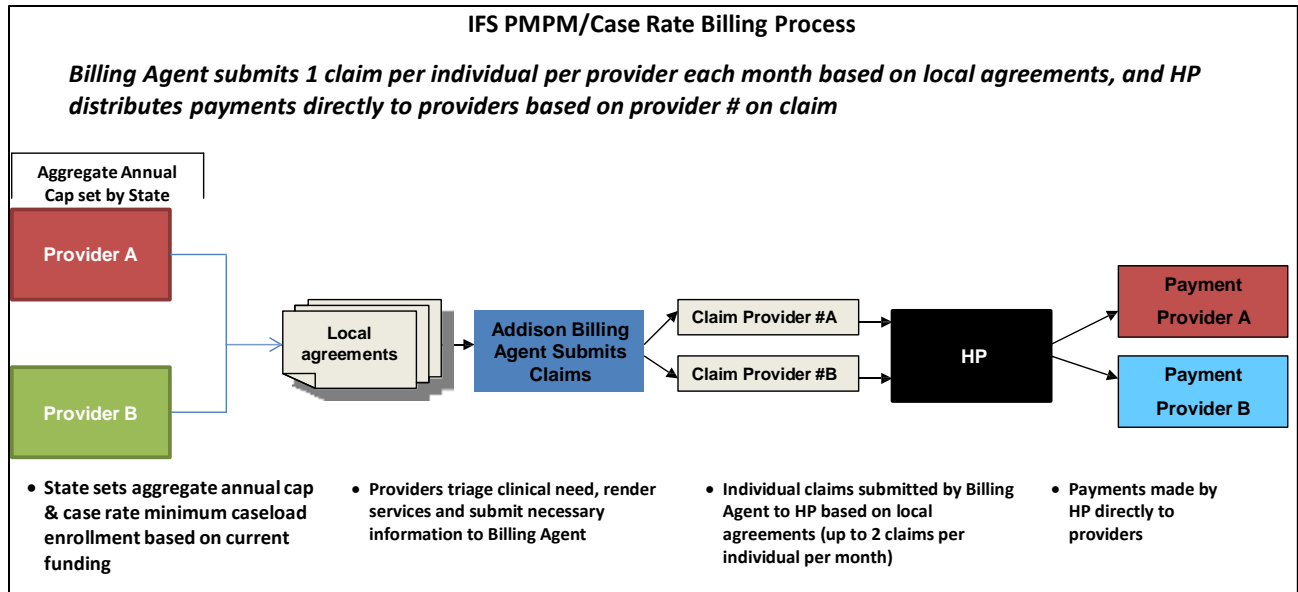 IFS PMPM/Case Rate Billing Process
Billing Agent submits 1 claim per individual per provider each month based on local agreements, and HP
distributes payments directly to providers based on provider # on claim
Aggregate Annual
Cap set by State
Provider A
Provider B
Local
agreements
Addison Billing
Agent Submits
Claims
Claim Provider #A
Claim Provider #B
HP
Payment
Provider A
Payment
Provider B
• State sets aggregate annual cap
& case rate minimum caseload
enrollment based on current
funding
• Providers triage clinical need, render
services and submit necessary
information to Billing Agent
• Individual claims submitted by Billing
Agent to HP based on local
agreements (up to 2 claims per
individual per month)
• Payments made by
HP directly to
providers